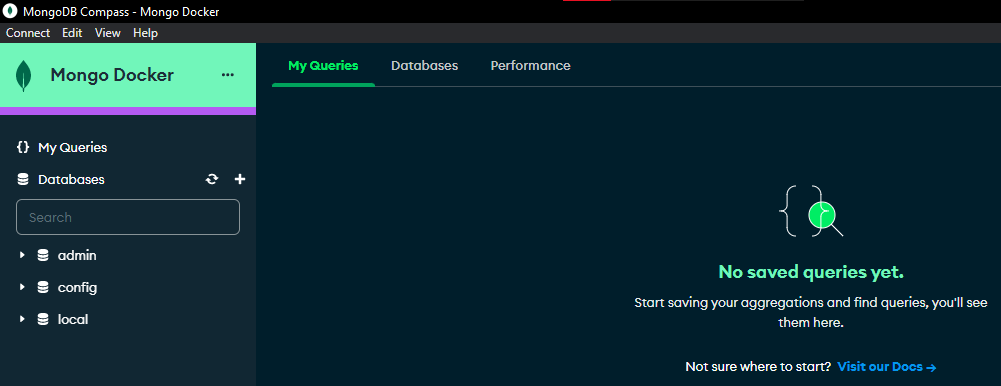 MongoDB Compass - Mongo Docker
Connect Edit View Help
Mongo Docker ...
My Queries Databases Performance
{} My Queries
Databases
Search
admin
config
local
No saved queries yet.
Start saving your aggregations and find queries, you'll see
them here.
Not sure where to start? Visit our Docs →